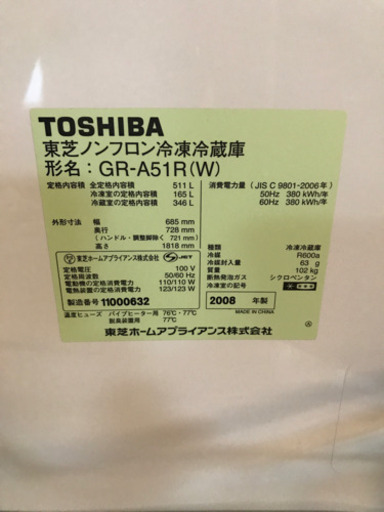 TOSHIBA
東芝ノンフロン冷凍冷蔵庫
形名：GR-A51R(W)
定格内容積 全定格内容積 511 L
冷凍室の定格内容積 165 L
冷蔵室の定格内容積 346 L
外形寸法 幅 685 mm
奥行 728 mm
(ハンドル・調整脚除く 721 mm)
高さ 1818 mm
東芝ホームアプライアンス株式会社 JET
定格電圧 100 V
定格周波数 50/60 Hz
電動機の定格消費電力 110/110 W
電熱装置の定格消費電力 123/123 W
製造番号 11000632
消費電力量 (JIS C 9801-2006年)
50Hz 380 kWh/年
60Hz 380 kWh/年
種類 冷凍冷蔵庫
冷媒 R600a
冷媒封入量 63 g
質量 102 kg
断熱発泡ガス シクロペンタン
冷凍室の記号
2008 年製
MADE IN CHINA
温度ヒューズ パイプヒーター用 76℃・77℃
脱臭装置用 77℃
東芝ホームアプライアンス株式会社